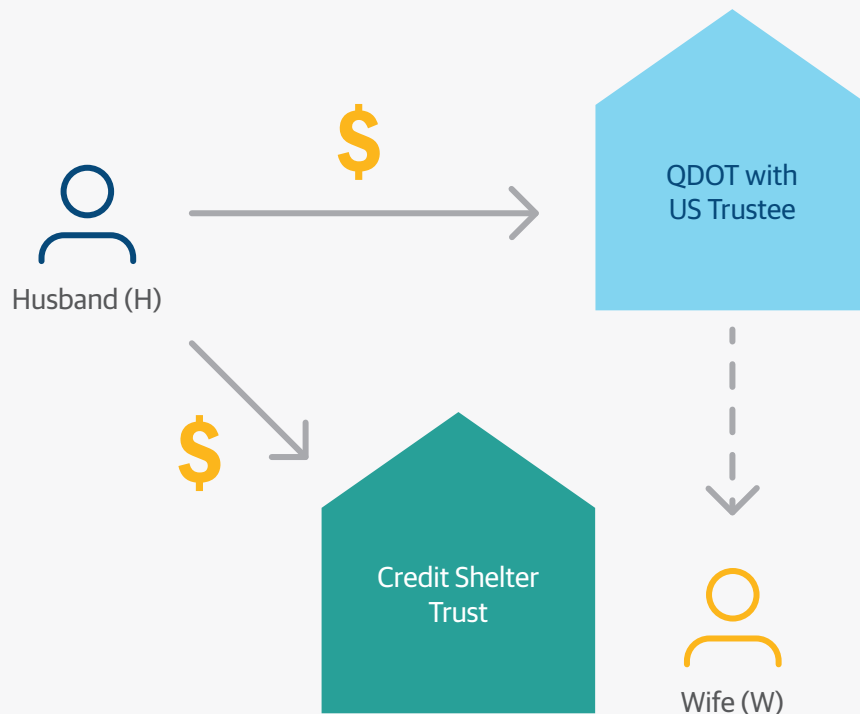 $
QDOT with
US Trustee
Husband (H)
$
Credit Shelter
Trust
Wife (W)